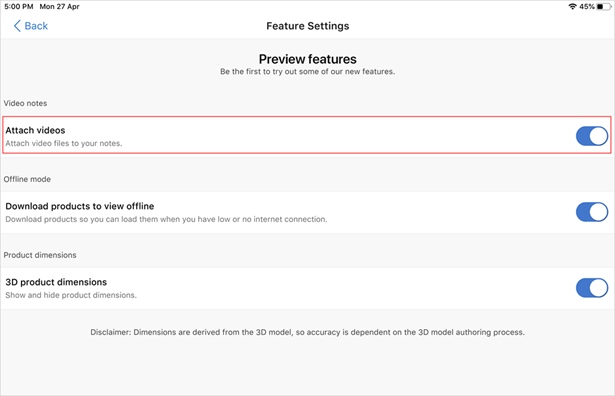 5:00 PM Mon 27 Apr 45%
Back Feature Settings
Preview features
Be the first to try out some of our new features.
Video notes
Attach videos
Attach video files to your notes.
Offline mode
Download products to view offline
Download products so you can load them when you have low or no internet connection.
Product dimensions
3D product dimensions
Show and hide product dimensions.
Disclaimer: Dimensions are derived from the 3D model, so accuracy is dependent on the 3D model authoring process.